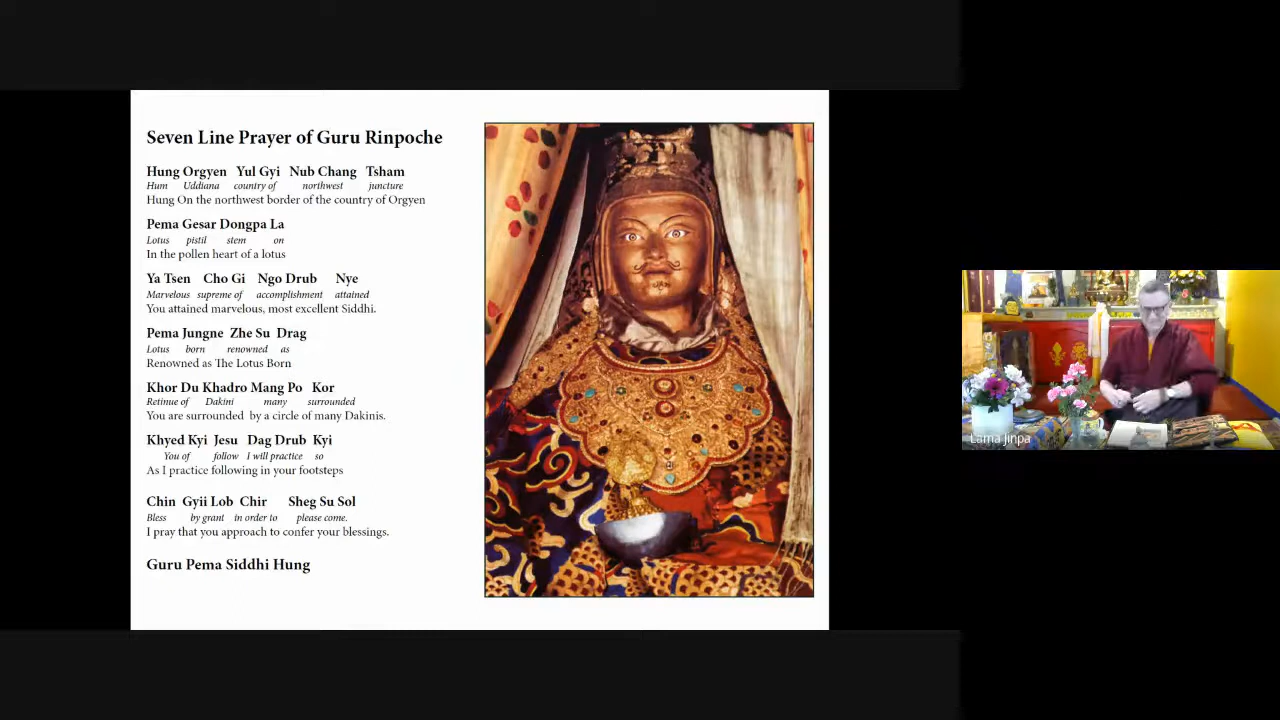 Seven Line Prayer of Guru Rinpoche
Hung Orgyen Yul Gyi Nub Chang Tsham
Hum Uddiana country of northwest juncture
Hung On the northwest border of the country of Orgyen
Pema Gesar Dongpa La
Lotus pistil stem on
In the pollen heart of a lotus
Ya Tsen Cho Gi Ngo Drub Nye
Marvelous supreme of accomplishment attained
You attained marvelous, most excellent Siddhi.
Pema Jungne Zhe Su Drag
Lotus born renowned as
Renowned as The Lotus Born
Khor Du Khadro Mang Po Kor
Retinue of Dakini many surrounded
You are surrounded by a circle of many Dakinis.
Khyed Kyi Jesu Dag Drub Kyi
You of follow I will practice so
As I practice following in your footsteps
Chin Gyii Lob Chir Sheg Su Sol
Bless by grant in order to please come.
I pray that you approach to confer your blessings.
Guru Pema Siddhi Hung
Lama Jinpa